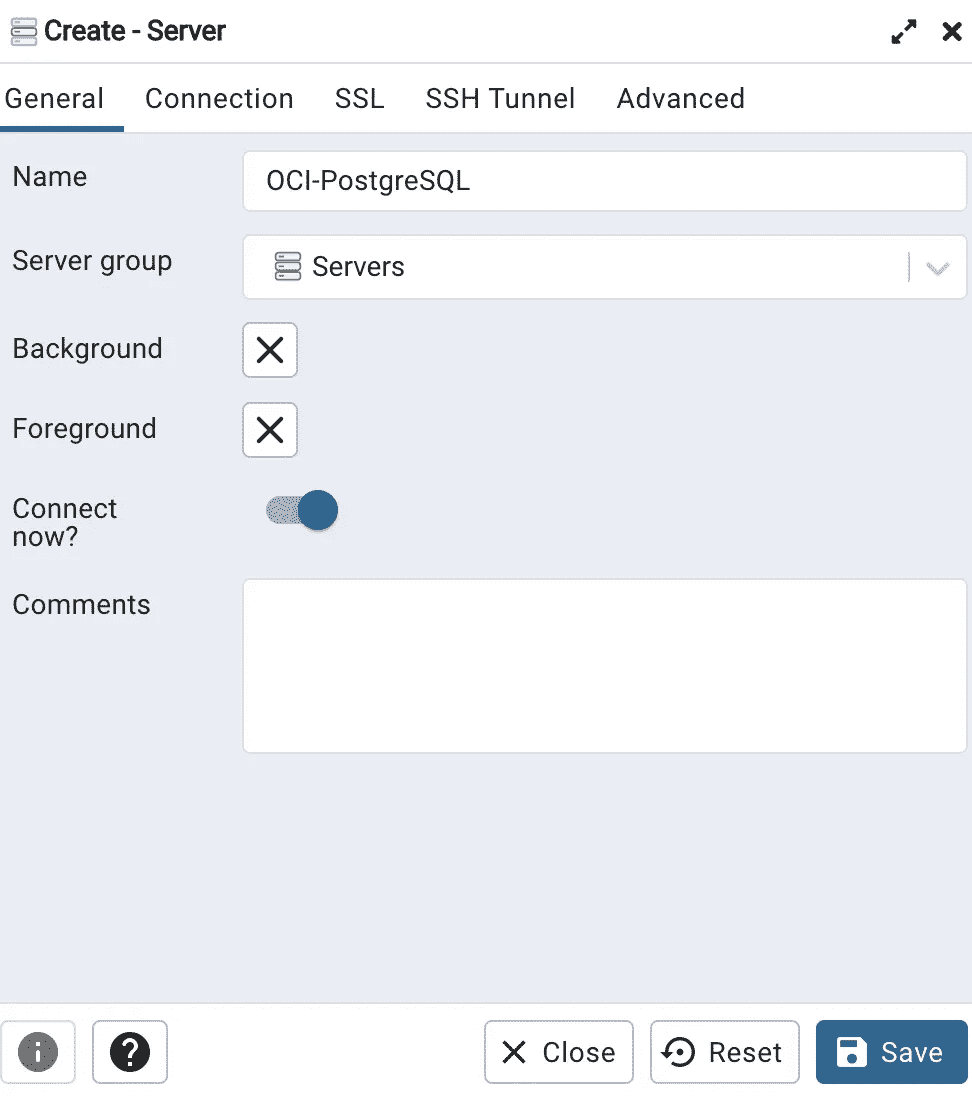 Create - Server
General Connection SSL SSH Tunnel Advanced
Name OCI-PostgreSQL
Server group Servers
Background
Foreground
Connect
now?
Comments
Close Reset Save